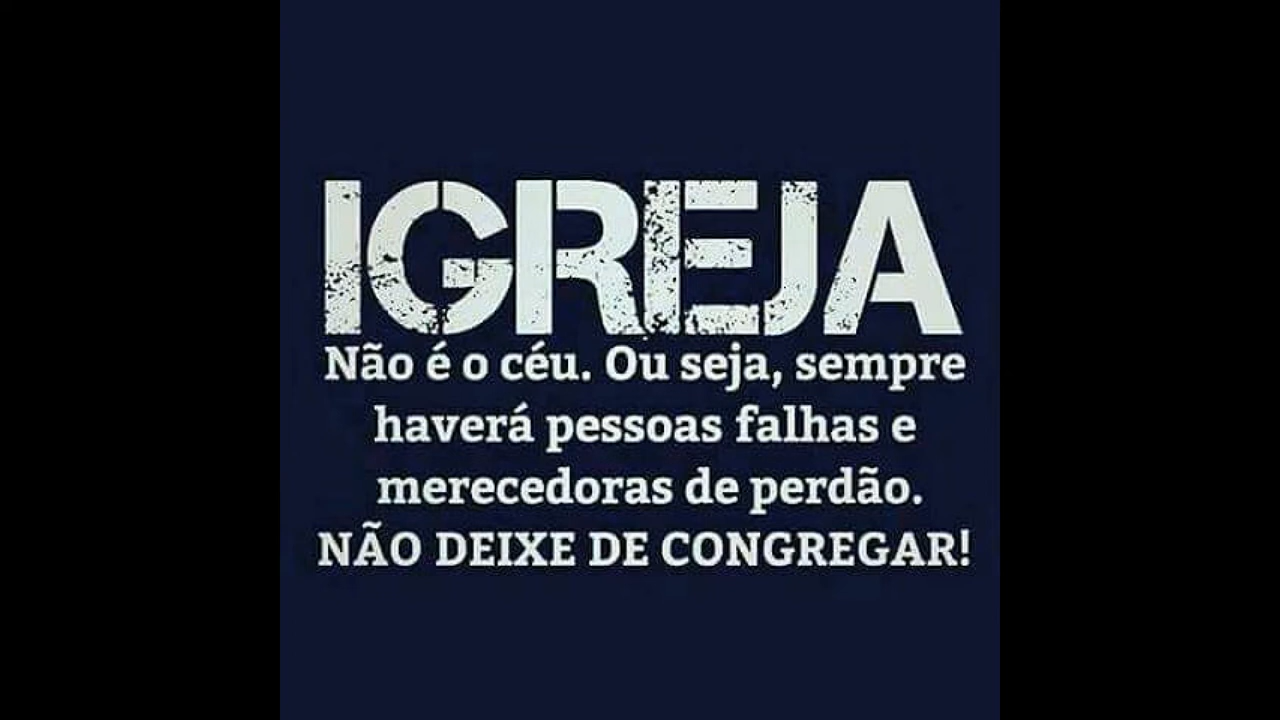 IGREJA
Não é o céu. Ou seja, sempre
haverá pessoas falhas e
merecedoras de perdão.
NÃO DEIXE DE CONGREGAR!